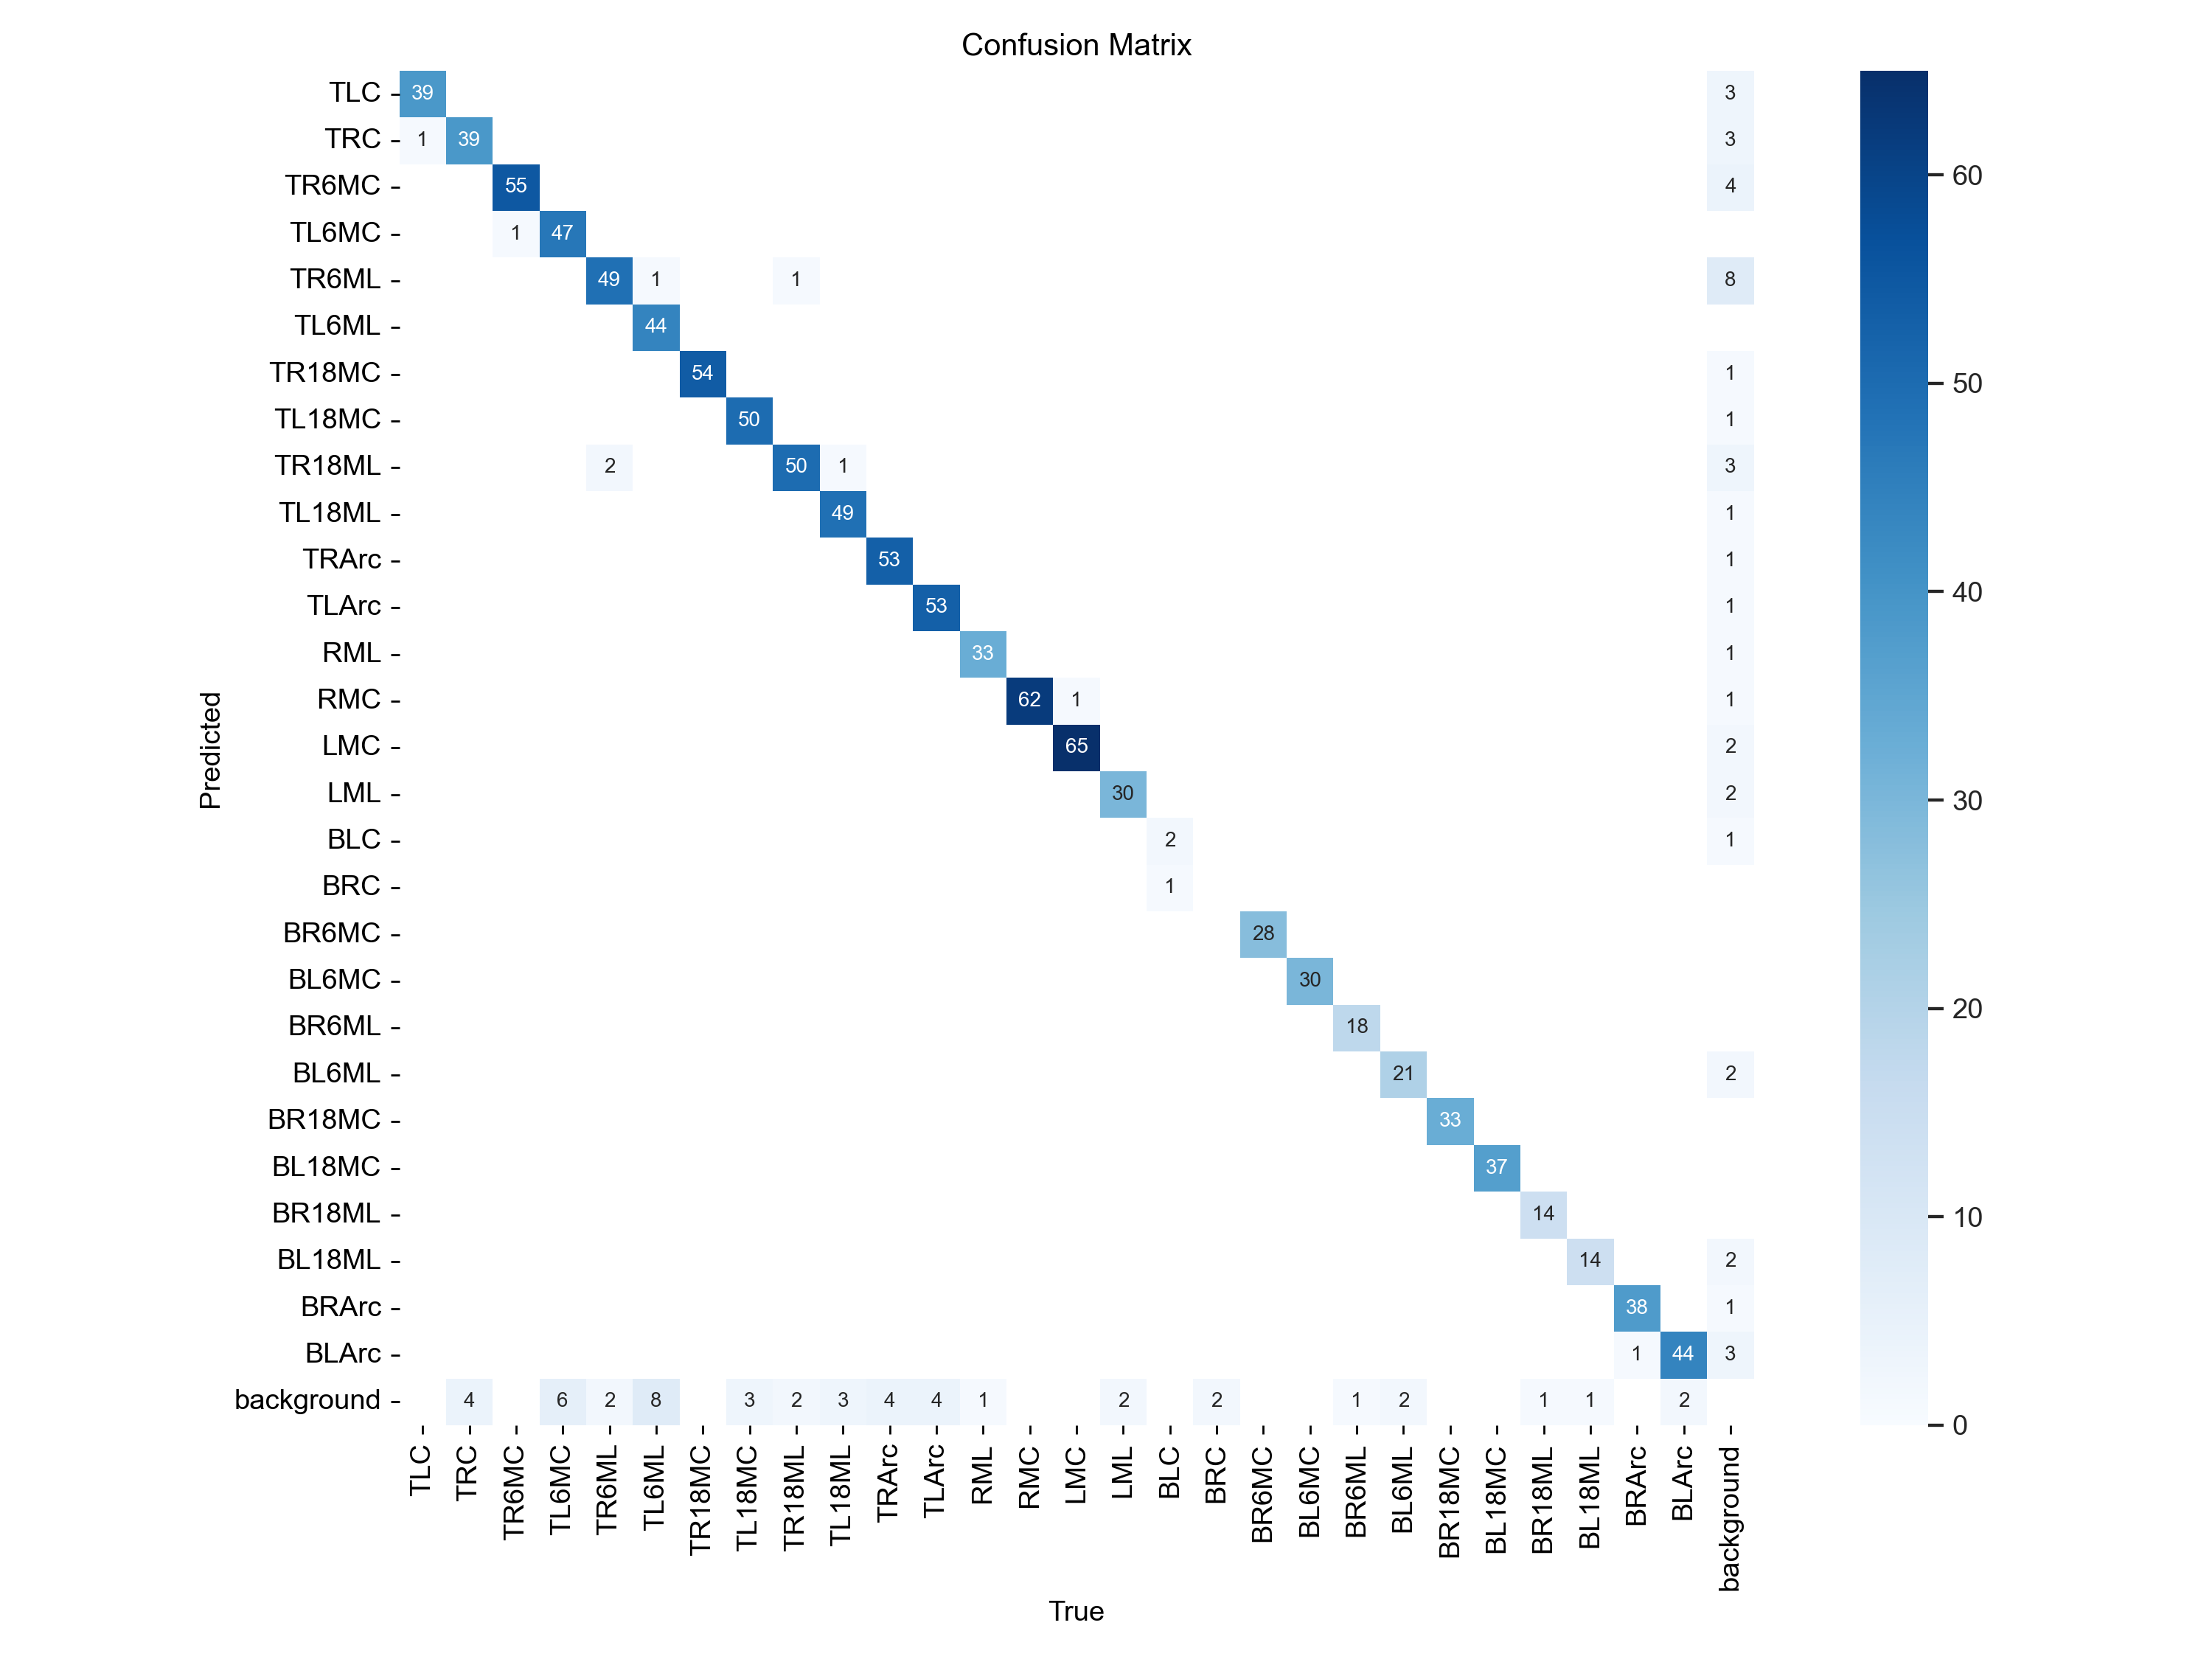 Confusion Matrix
TLC 39 3
TRC 1 39 3
TR6MC 55 4
TL6MC 1 47
TR6ML 49 1 1 8
TL6ML 44
TR18MC 54 1
TL18MC 50 1
TR18ML 2 50 1 3
TL18ML 49 1
TRArc 53 1
TLArc 53 1
RML 33 1
RMC 62 1 1
LMC 65 2
LML 30 2
BLC 2 1
BRC 1
BR6MC 28
BL6MC 30
BR6ML 18
BL6ML 21 2
BR18MC 33
BL18MC 37
BR18ML 14
BL18ML 14 2
BRArc 38 1
BLArc 1 44 3
background 4 6 2 8 3 2 3 4 4 1 2 2 1 2 1 1 2
TLC TRC TR6MC TL6MC TR6ML TL6ML TR18MC TL18MC TR18ML TL18ML TRArc TLArc RML RMC LMC LML BLC BRC BR6MC BL6MC BR6ML BL6ML BR18MC BL18MC BR18ML BL18ML BRArc BLArc background
True
Predicted
60
50
40
30
20
10
0